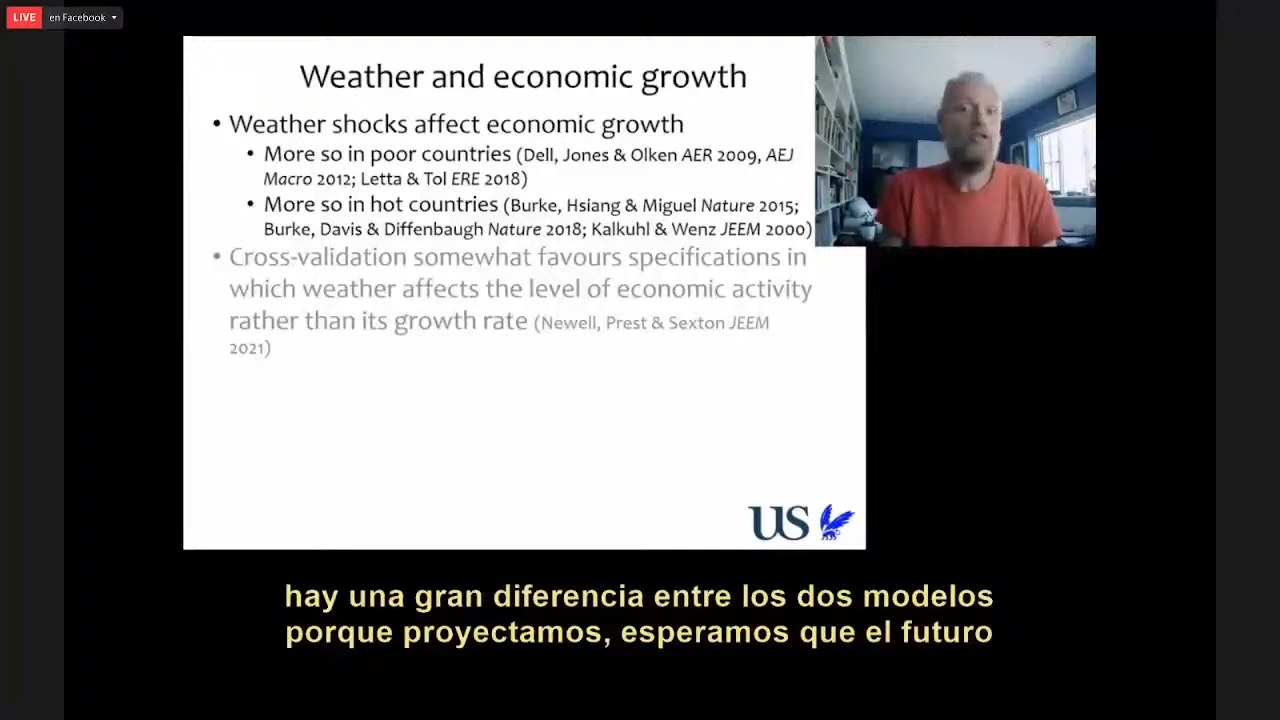 LIVE en Facebook
Weather and economic growth
• Weather shocks affect economic growth
• More so in poor countries (Dell, Jones & Olken AER 2009, AEJ
Macro 2012; Letta & Tol ERE 2018)
• More so in hot countries (Burke, Hsiang & Miguel Nature 2015;
Burke, Davis & Diffenbaugh Nature 2018; Kalkuhl & Wenz JEEM 2000)
• Cross-validation somewhat favours specifications in
which weather affects the level of economic activity
rather than its growth rate (Newell, Prest & Sexton JEEM
2021)
US
hay una gran diferencia entre los dos modelos
porque proyectamos, esperamos que el futuro